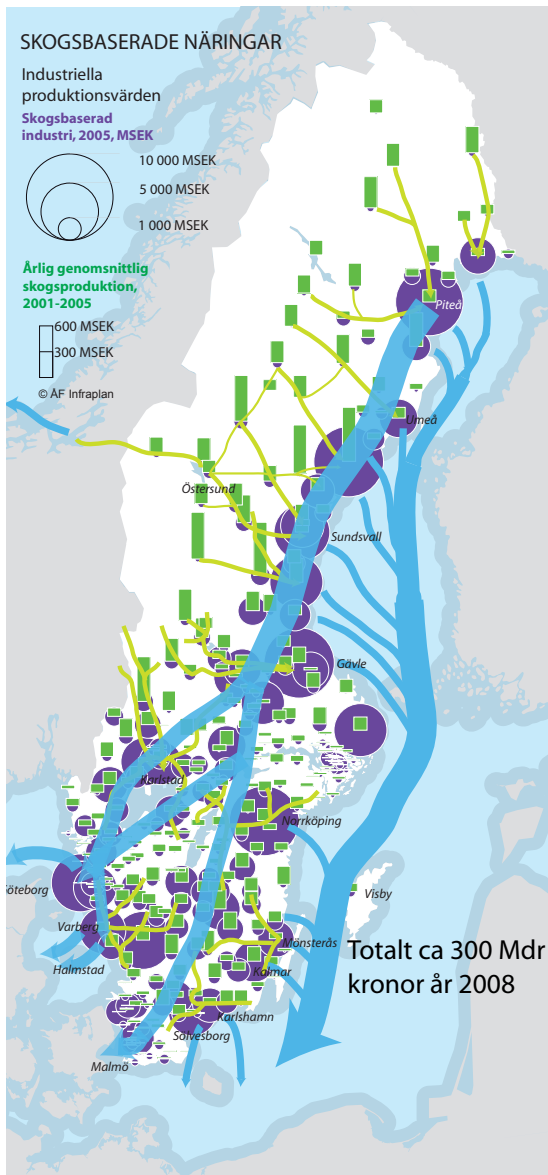 SKOGSBASERADE NÄRINGAR
Industriella
produktionsvärden
Skogsbaserad
industri, 2005, MSEK
10 000 MSEK
5 000 MSEK
1 000 MSEK
Årlig genomsnittlig
skogsproduktion,
2001-2005
600 MSEK
300 MSEK
© ÅF Infraplan
Piteå
Umeå
Östersund
Sundsvall
Gävle
Karlstad
Norrköping
Göteborg
Visby
Varberg
Mönsterås
Totalt ca 300 Mdr
kronor år 2008
Halmstad
Kalmar
Karlshamn
Sölvesborg
Malmö